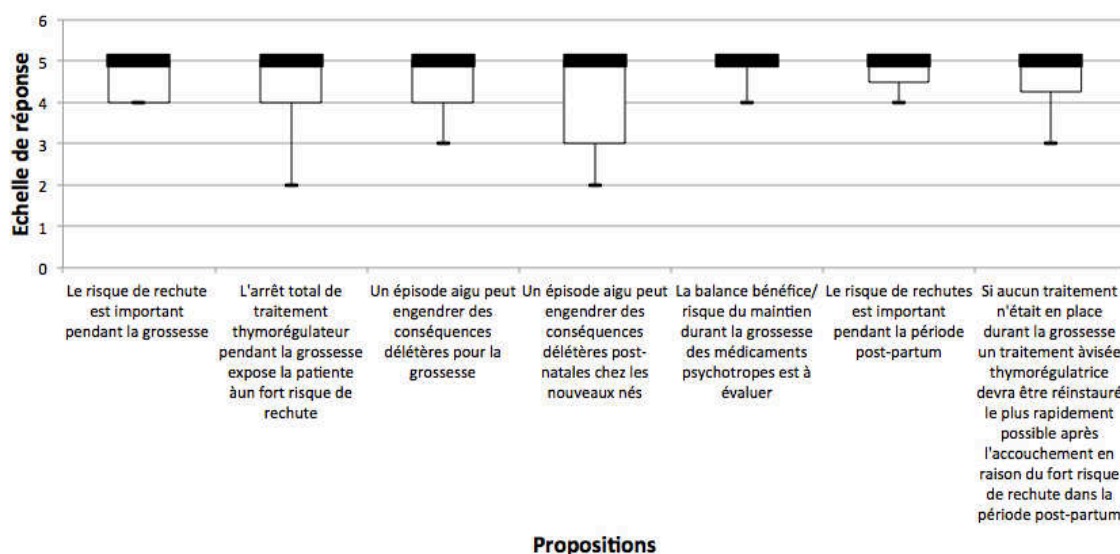 6
5
4
3
2
1
0
Echelle de réponse
Le risque de rechute
est important
pendant la grossesse
L'arrêt total de
traitement
thymorégulateur
pendant la grossesse
expose la patiente
àun fort risque de
rechute
Un épisode aigu peut
engendrer des
conséquences
délétères pour la
grossesse
Un épisode aigu peut
engendrer des
conséquences
délétères post-
natales chez les
nouveaux nés
La balance bénéfice/
risque du maintien
durant la grossesse
des médicaments
psychotropes est à
évaluer
Le risque de rechutes
est important
pendant la période
post-partum
Si aucun traitement
n'était en place
durant la grossesse
un traitement àvisée
thymorégulatrice
devra être réinstauré
le plus rapidement
possible après
l'accouchement en
raison du fort risque
de rechute dans la
période post-partum
Propositions